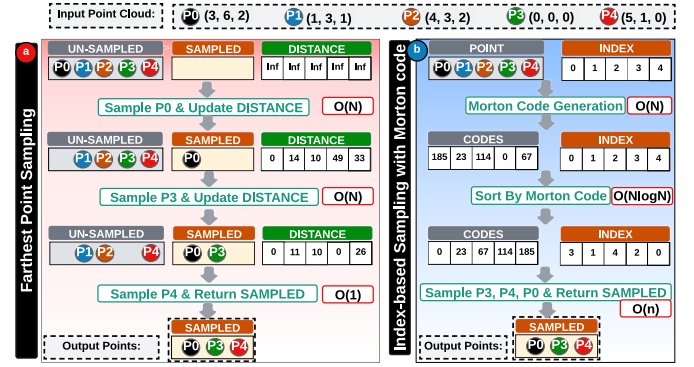 Input Point Cloud: P0 (3, 6, 2) P1 (1, 3, 1) P2 (4, 3, 2) P3 (0, 0, 0) P4 (5, 1, 0)
a
Farthest Point Sampling
UN-SAMPLED SAMPLED DISTANCE
P0 P1 P2 P3 P4 Inf Inf Inf Inf Inf
Sample P0 & Update DISTANCE O(N)
UN-SAMPLED SAMPLED DISTANCE
P1 P2 P3 P4 P0 0 14 10 49 33
Sample P3 & Update DISTANCE O(N)
UN-SAMPLED SAMPLED DISTANCE
P1 P2 P4 P0 P3 0 11 10 0 26
Sample P4 & Return SAMPLED O(1)
SAMPLED
Output Points: P0 P3 P4
b
Index-based Sampling with Morton code
POINT INDEX
P0 P1 P2 P3 P4 0 1 2 3 4
Morton Code Generation O(N)
CODES INDEX
185 23 114 0 67 0 1 2 3 4
Sort By Morton Code O(NlogN)
CODES INDEX
0 23 67 114 185 3 1 4 2 0
Sample P3, P4, P0 & Return SAMPLED
O(n)
SAMPLED
Output Points: P0 P3 P4